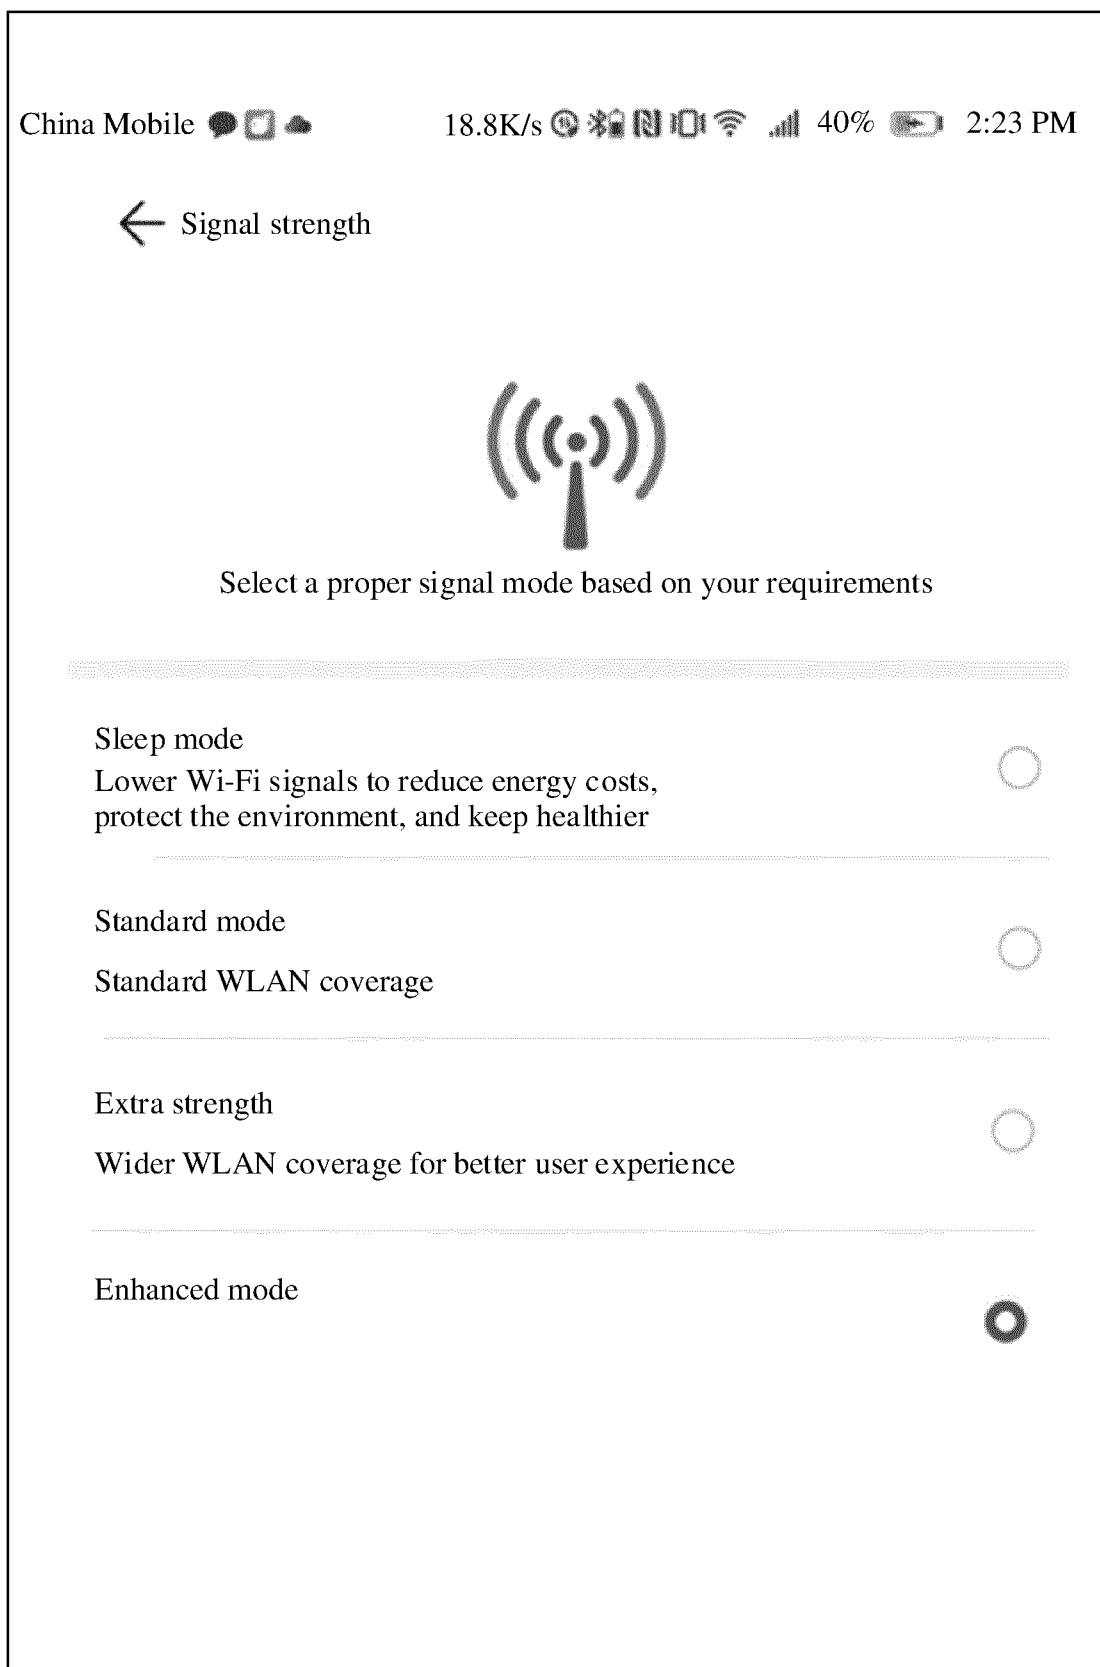 China Mobile 18.8K/s 40% 2:23 PM
Signal strength
Select a proper signal mode based on your requirements
Sleep mode
Lower Wi-Fi signals to reduce energy costs,
protect the environment, and keep healthier
Standard mode
Standard WLAN coverage
Extra strength
Wider WLAN coverage for better user experience
Enhanced mode